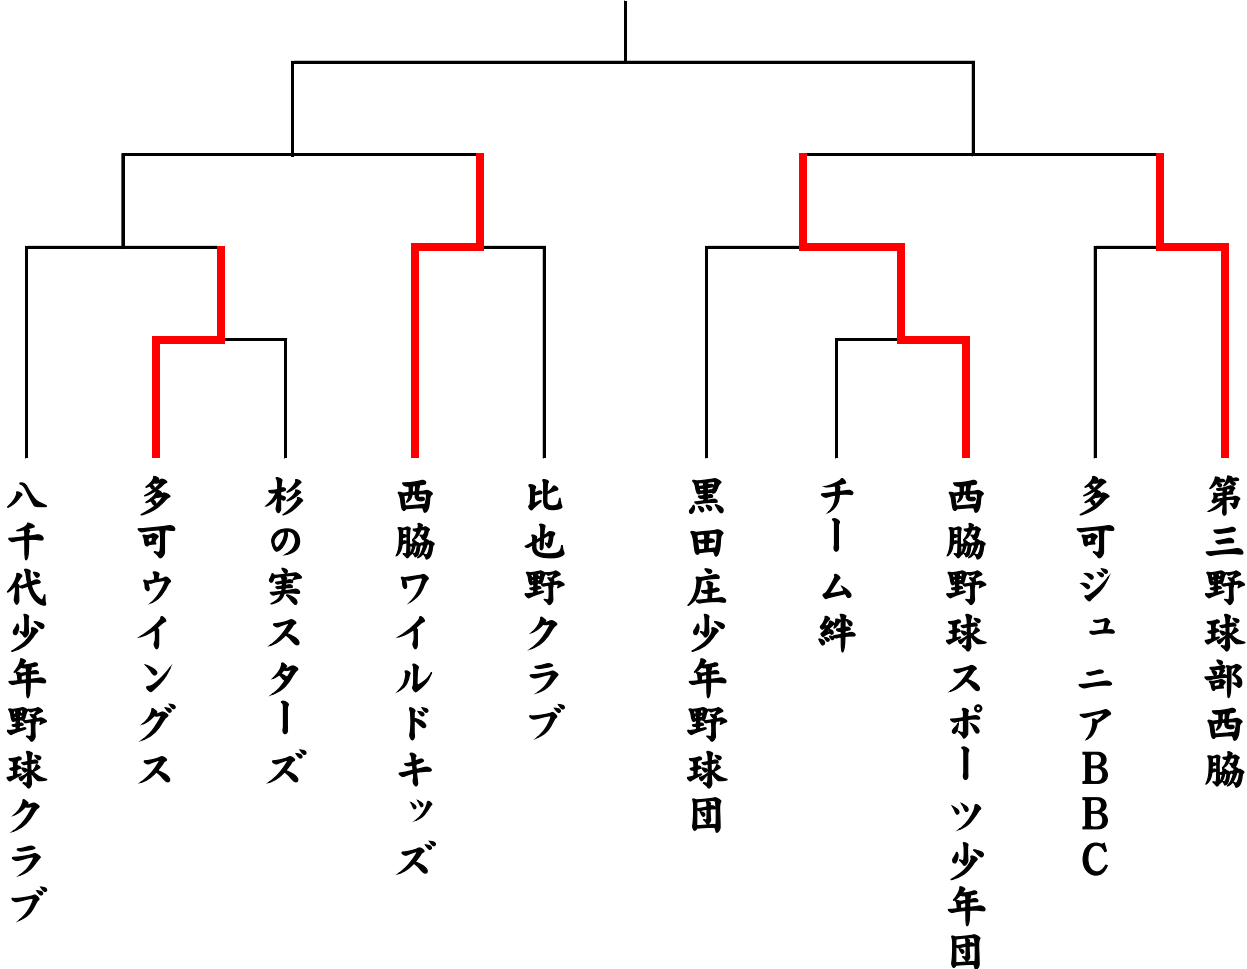 八千代少年野球クラブ
多可ウイングス
杉の実スターズ
西脇ワイルドキッズ
比也野クラブ
黒田庄少年野球団
チーム絆
西脇野球スポーツ少年団
多可ジュニアBBC
第三野球部西脇